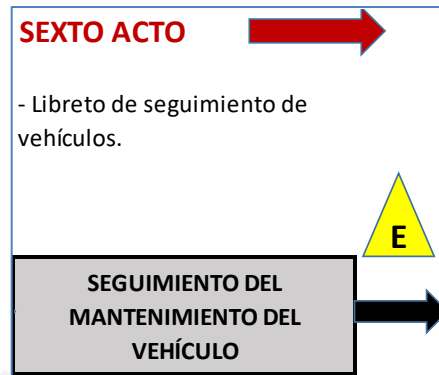 SEXTO ACTO
- Libreto de seguimiento de
vehículos.
E
SEGUIMIENTO DEL
MANTENIMIENTO DEL
VEHÍCULO